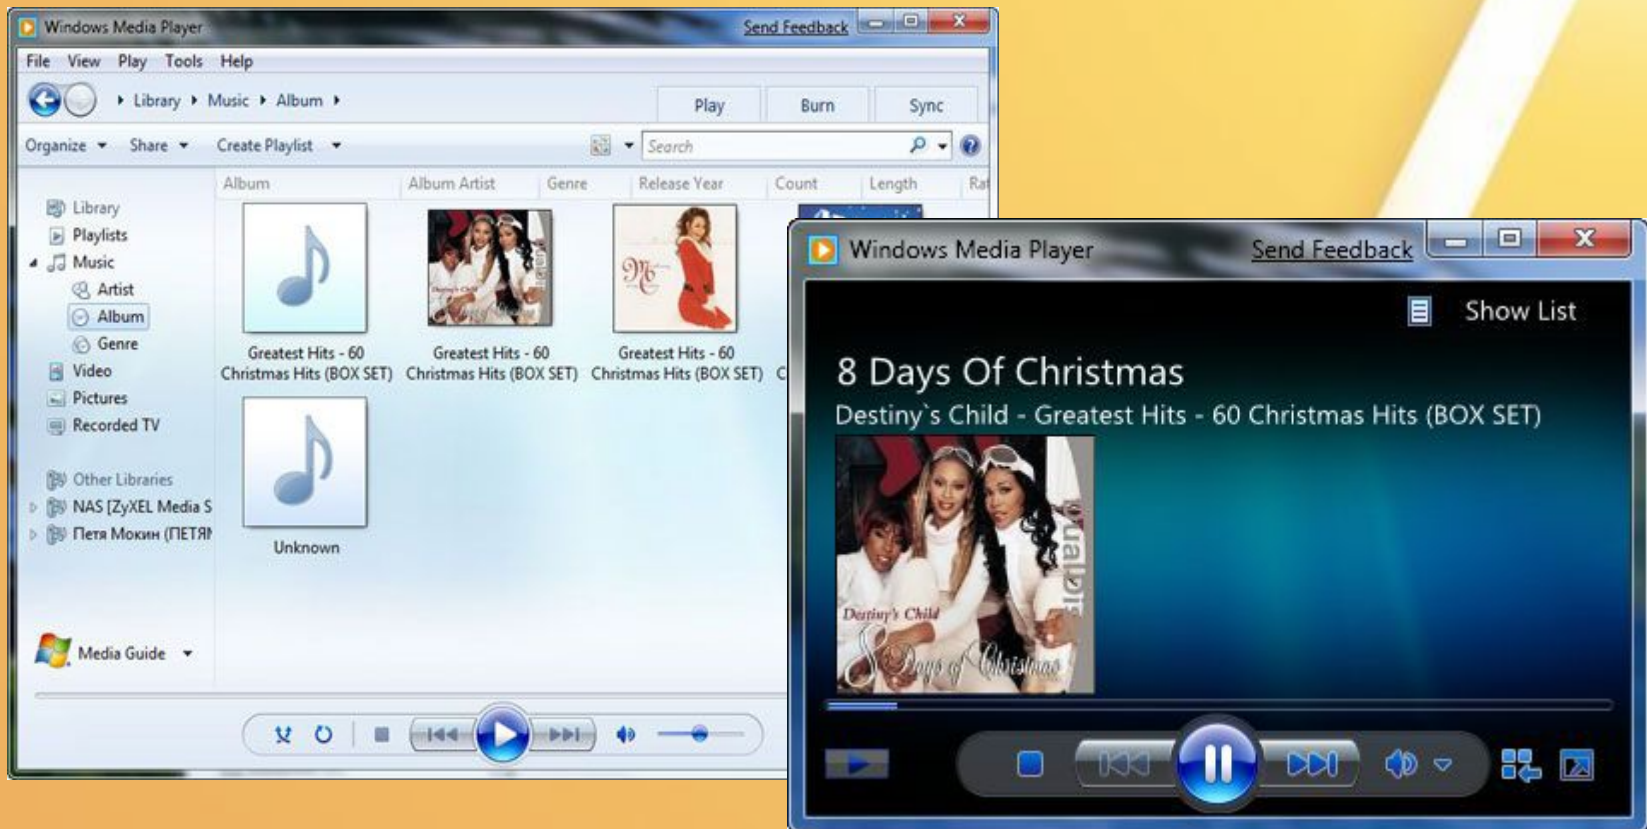 Windows Media Player
Send Feedback
File View Play Tools Help
Library Music Album
Play Burn Sync
Organize Share Create Playlist
Search
Album Album Artist Genre Release Year Count Length
Library
Playlists
Music
Artist
Album
Genre
Video
Pictures
Recorded TV
Other Libraries
NAS [ZyXEL Media S
Петя Мокин (ПЕТЯ
Media Guide
Greatest Hits - 60
Christmas Hits (BOX SET)
Greatest Hits - 60
Christmas Hits (BOX SET)
Greatest Hits - 60
Christmas Hits (BOX SET)
Unknown
Windows Media Player
Send Feedback
Show List
8 Days Of Christmas
Destiny`s Child - Greatest Hits - 60 Christmas Hits (BOX SET)
Destiny's Child
8 Days of Christmas